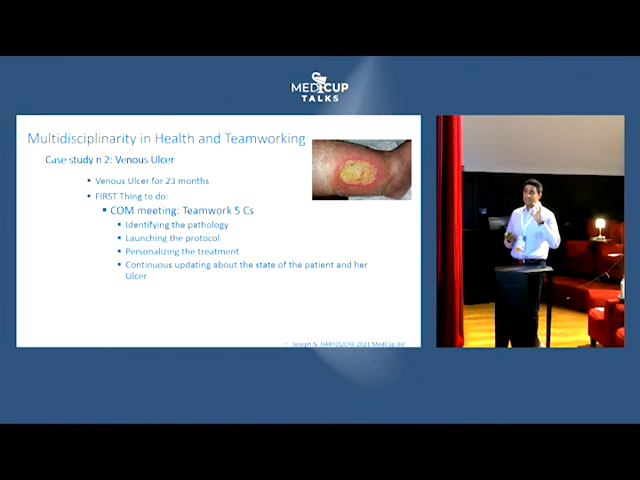 MEDICUP
TALKS
Multidisciplinarity in Health and Teamworking
Case study n 2: Venous Ulcer
Venous Ulcer for 23 months
FIRST Thing to do:
COM meeting: Teamwork 5 Cs
Identifying the pathology
Launching the protocol
Personalizing the treatment
Continuous updating about the state of the patient and her
Ulcer
Joseph N. HARFOUCHE 2021 MedCup